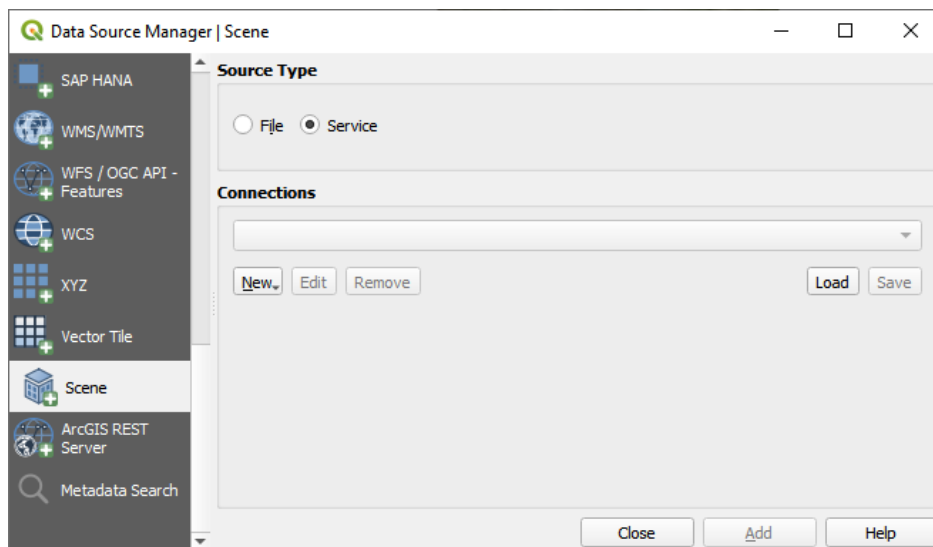 Data Source Manager | Scene
SAP HANA
WMS/WMTS
WFS / OGC API -
Features
WCS
XYZ
Vector Tile
Scene
ArcGIS REST
Server
Metadata Search
Source Type
File Service
Connections
New Edit Remove Load Save
Close Add Help